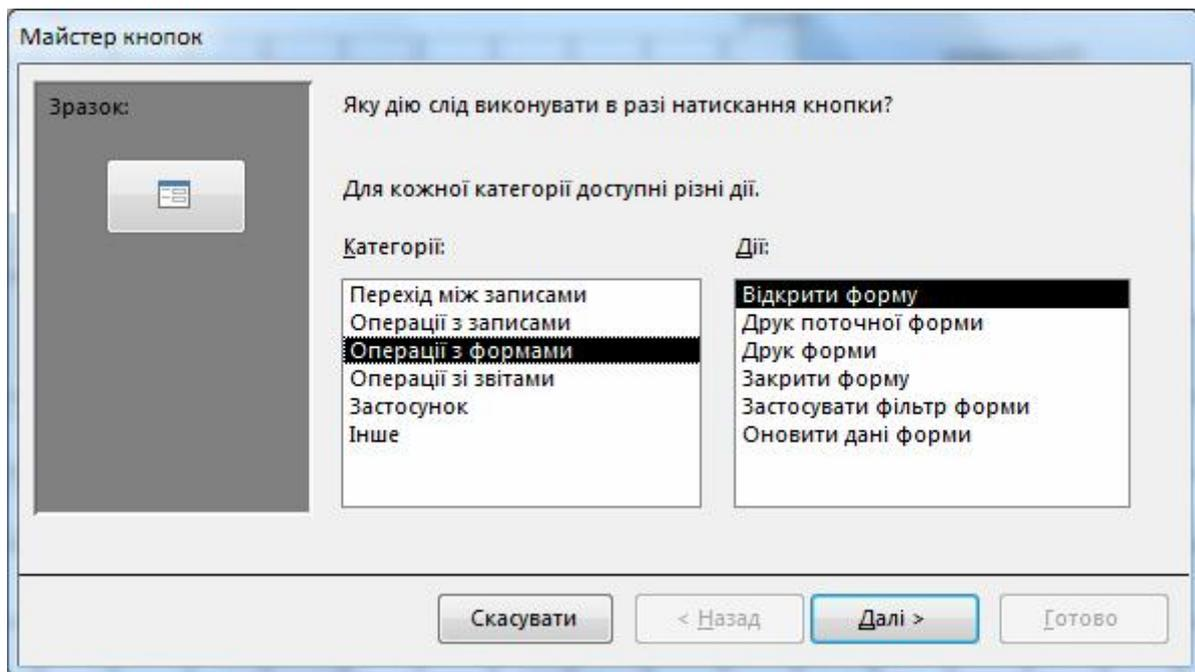 Майстер кнопок
Зразок:
Яку дію слід виконувати в разі натискання кнопки?
Для кожної категорії доступні різні дії.
Категорії:
Перехід між записами
Операції з записами
Операції з формами
Операції зі звітами
Застосунок
Інше
Дії:
Відкрити форму
Друк поточної форми
Друк форми
Закрити форму
Застосувати фільтр форми
Оновити дані форми
Скасувати
< Назад
Далі >
Готово